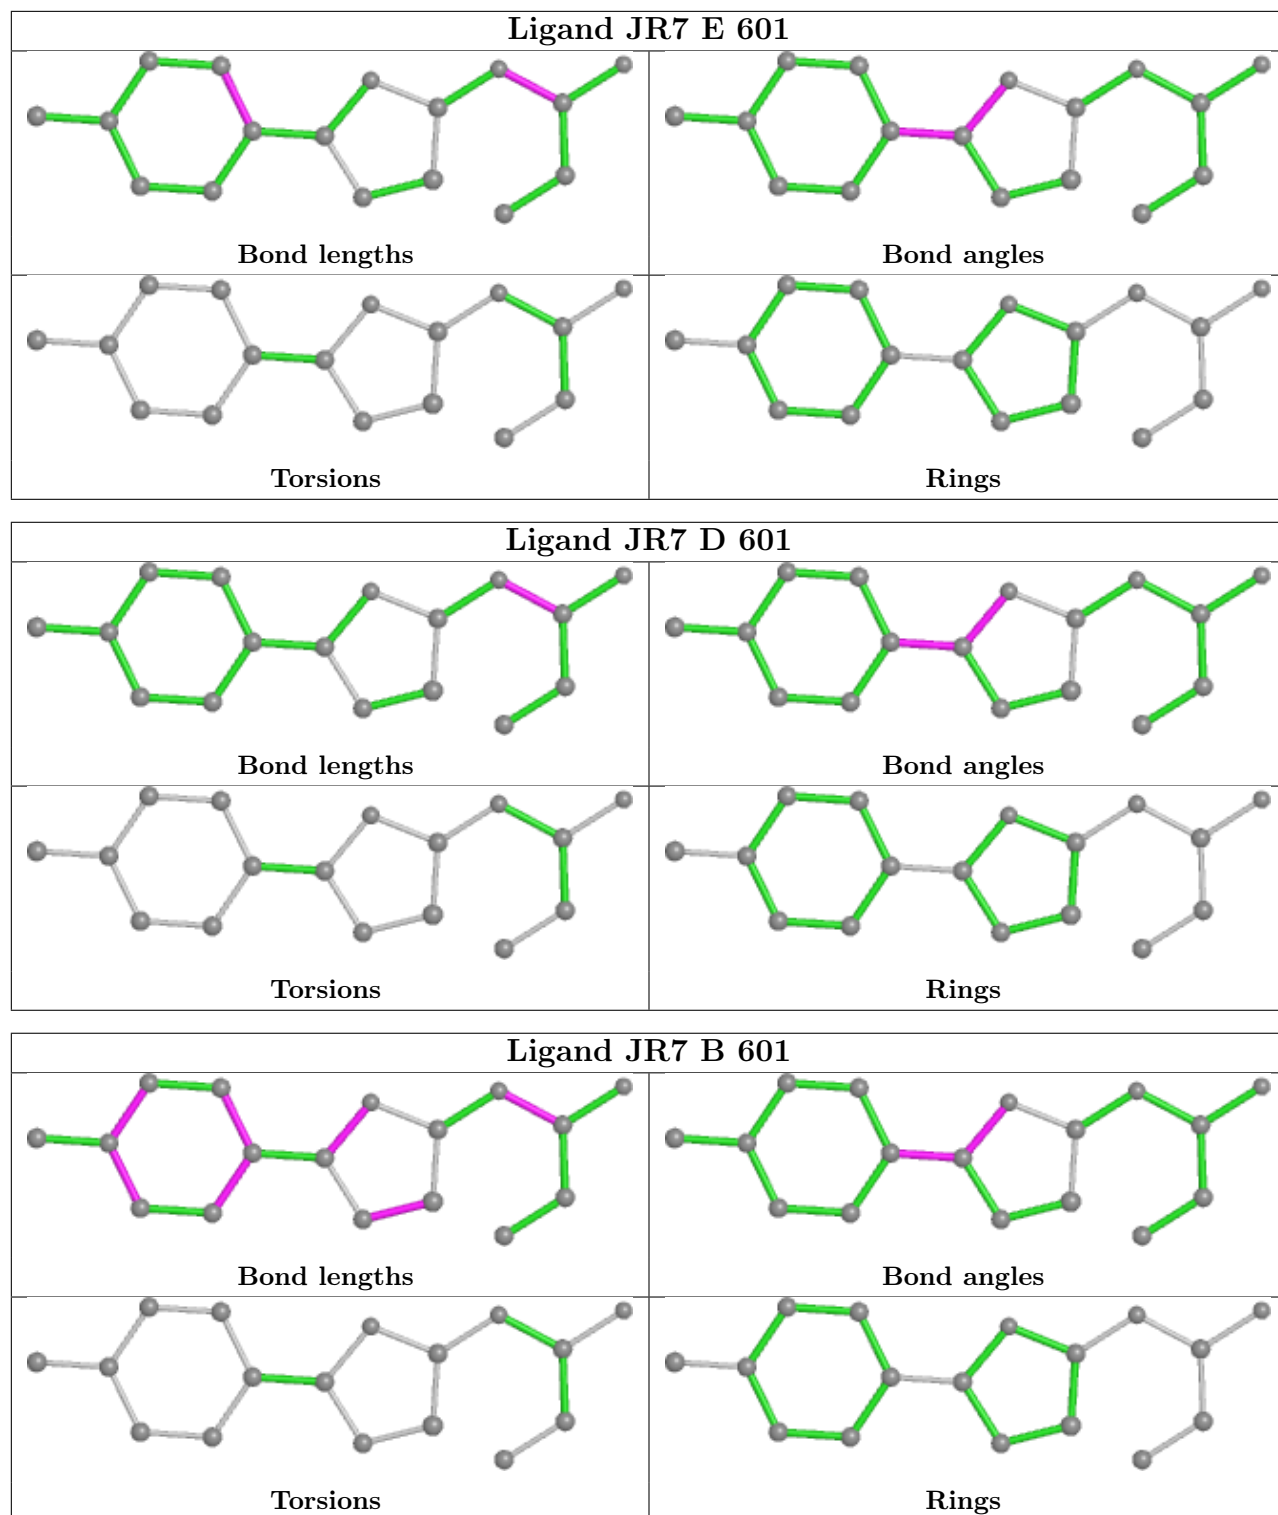 Ligand JR7 E 601
Bond lengths
Bond angles
Torsions
Rings
Ligand JR7 D 601
Bond lengths
Bond angles
Torsions
Rings
Ligand JR7 B 601
Bond lengths
Bond angles
Torsions
Rings